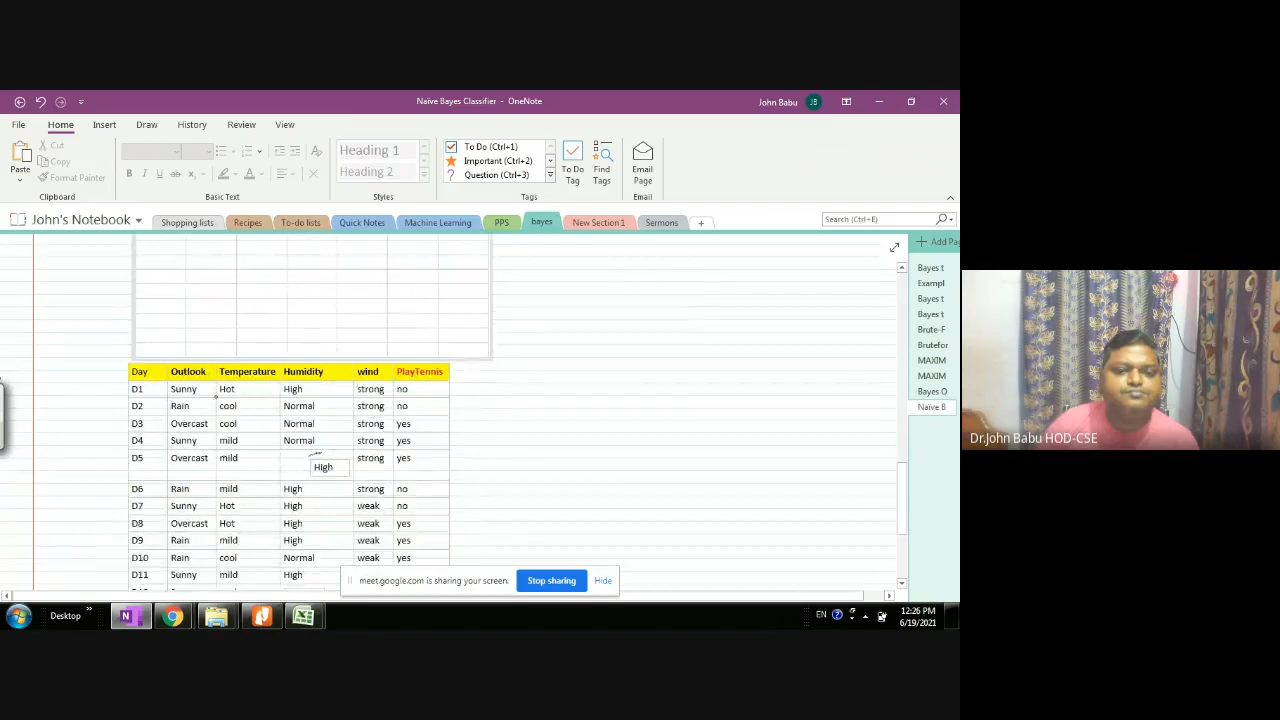 Naïve Bayes Classifier - OneNote
John Babu JB
File Home Insert Draw History Review View
Paste
Cut
Copy
Format Painter
Clipboard
B I U ab
Basic Text
Heading 1
Heading 2
Styles
To Do (Ctrl+1)
Important (Ctrl+2)
Question (Ctrl+3)
To Do Tag
Find Tags
Tags
Email Page
Email
John's Notebook Shopping lists Recipes To-do lists Quick Notes Machine Learning PPS bayes New Section 1 Sermons
Search (Ctrl+E)
Add Pag
Bayes t
Exampl
Bayes t
Bayes t
Brute-F
Brutefor
MAXIM
MAXIM
Bayes O
Naïve B
Day Outlook Temperature Humidity wind PlayTennis
D1 Sunny Hot High strong no
D2 Rain cool Normal strong no
D3 Overcast cool Normal strong yes
D4 Sunny mild Normal strong yes
D5 Overcast mild High strong yes
D6 Rain mild High strong no
D7 Sunny Hot High weak no
D8 Overcast Hot High weak yes
D9 Rain mild High weak yes
D10 Rain cool Normal weak yes
D11 Sunny mild High
meet.google.com is sharing your screen. Stop sharing Hide
Desktop
EN
12:26 PM
6/19/2021
Dr.John Babu HOD-CSE